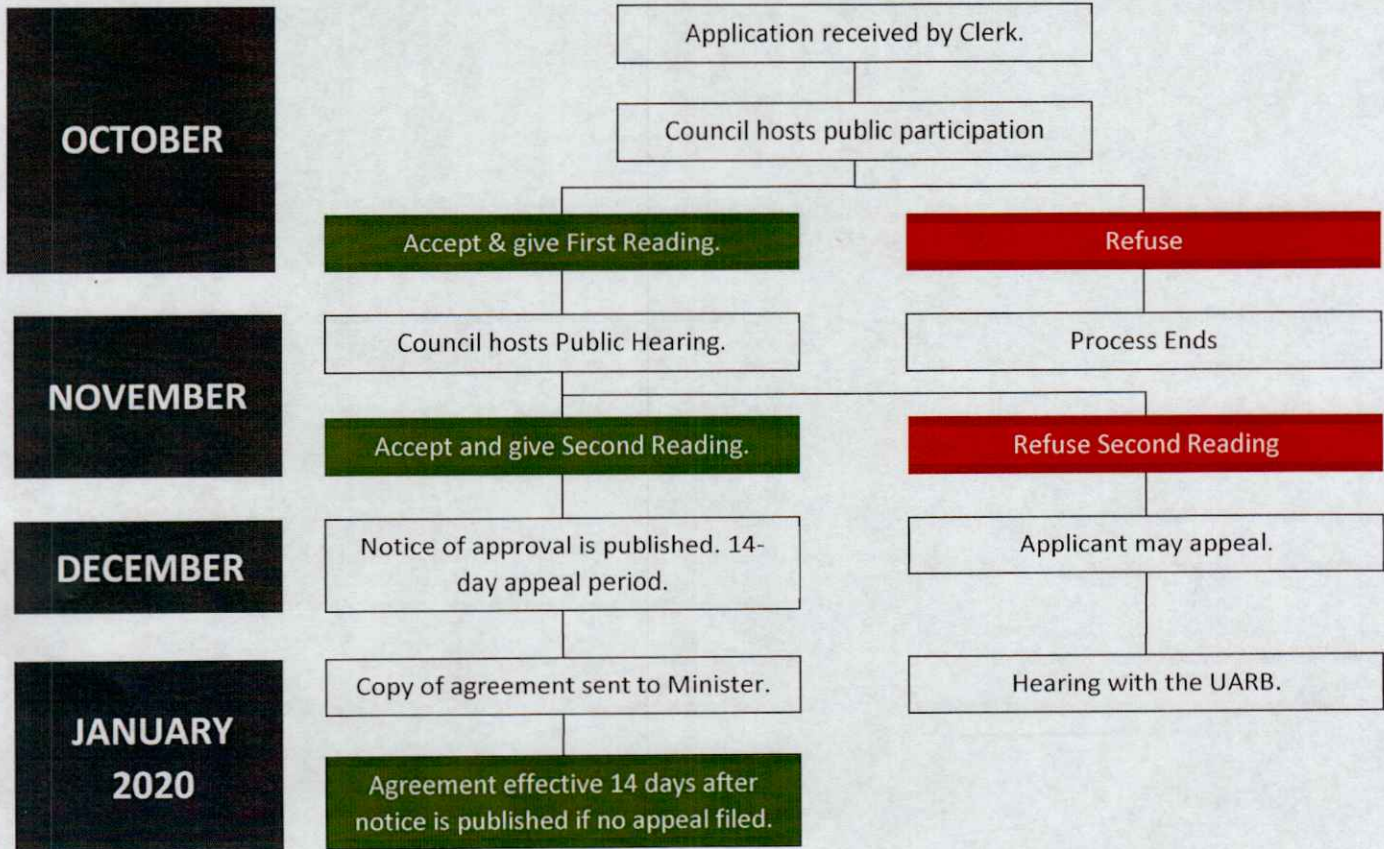 OCTOBER
Application received by Clerk.
Council hosts public participation
Accept & give First Reading.
Refuse
NOVEMBER
Council hosts Public Hearing.
Process Ends
Accept and give Second Reading.
Refuse Second Reading
DECEMBER
Notice of approval is published. 14-
day appeal period.
Applicant may appeal.
JANUARY
2020
Copy of agreement sent to Minister.
Hearing with the UARB.
Agreement effective 14 days after
notice is published if no appeal filed.